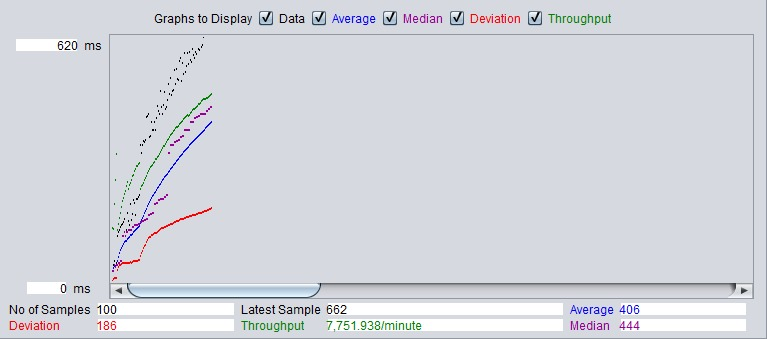 Graphs to Display Data Average Median Deviation Throughput
620 ms
0 ms
No of Samples 100 Latest Sample 662 Average 406
Deviation 186 Throughput 7,751.938/minute Median 444